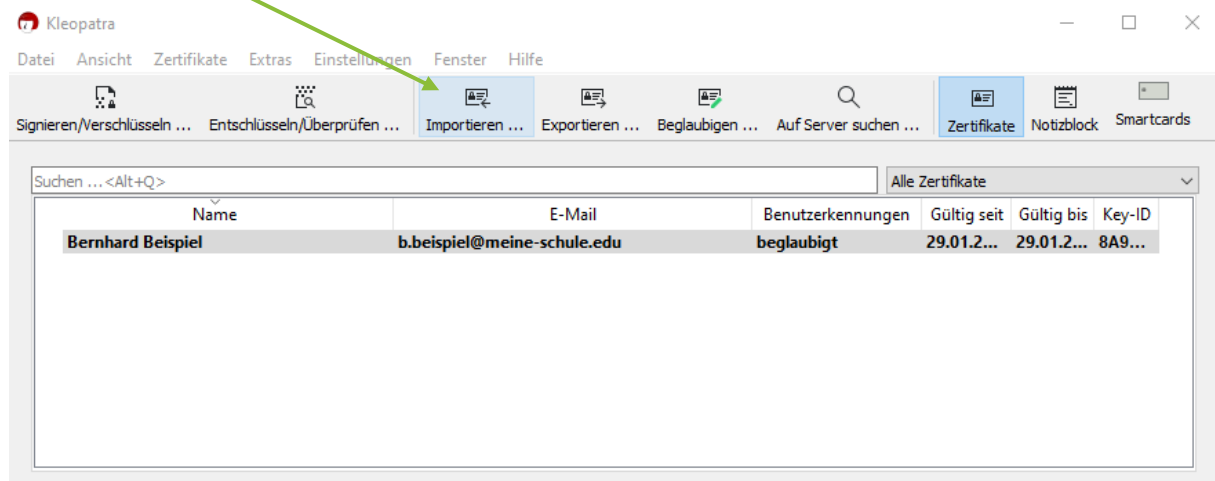 Kleopatra
Datei Ansicht Zertifikate Extras Einstellungen Fenster Hilfe
Signieren/Verschlüsseln ... Entschlüsseln/Überprüfen ... Importieren ... Exportieren ... Beglaubigen ... Auf Server suchen ... Zertifikate Notizblock Smartcards
Suchen ...<Alt+Q> Alle Zertifikate
Name E-Mail Benutzerkennungen Gültig seit Gültig bis Key-ID
Bernhard Beispiel b.beispiel@meine-schule.edu beglaubigt 29.01.2... 29.01.2... 8A9...